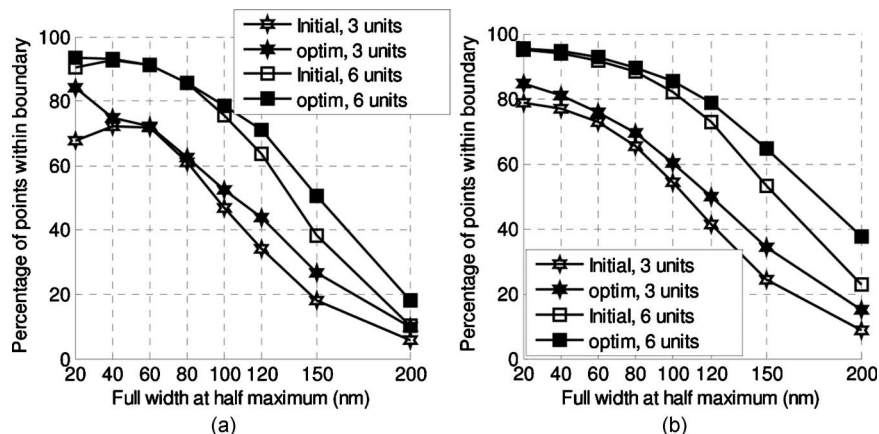 Percentage of points within boundary
100
80
60
40
20
0
Initial, 3 units
optim, 3 units
Initial, 6 units
optim, 6 units
20 40 60 80 100 120 150 200
Full width at half maximum (nm)
(a)
Percentage of points within boundary
100
80
60
40
20
0
Initial, 3 units
optim, 3 units
Initial, 6 units
optim, 6 units
20 40 60 80 100 120 150 200
Full width at half maximum (nm)
(b)